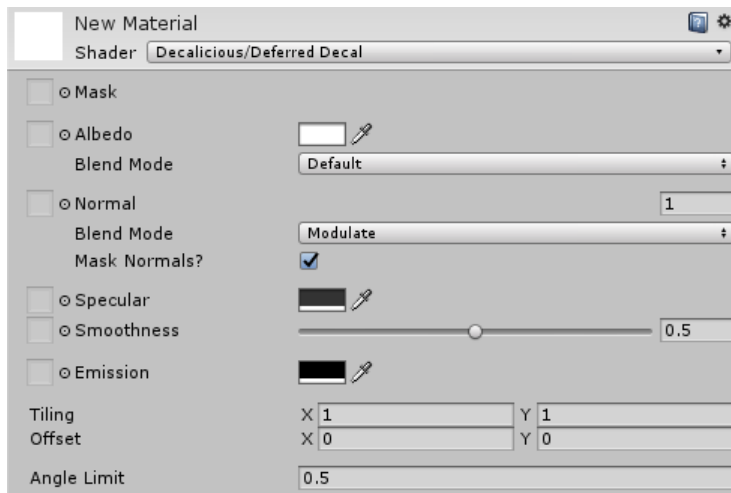 New Material
Shader Decalicious/Deferred Decal
Mask
Albedo
Blend Mode Default
Normal 1
Blend Mode Modulate
Mask Normals?
Specular
Smoothness 0.5
Emission
Tiling X 1 Y 1
Offset X 0 Y 0
Angle Limit 0.5